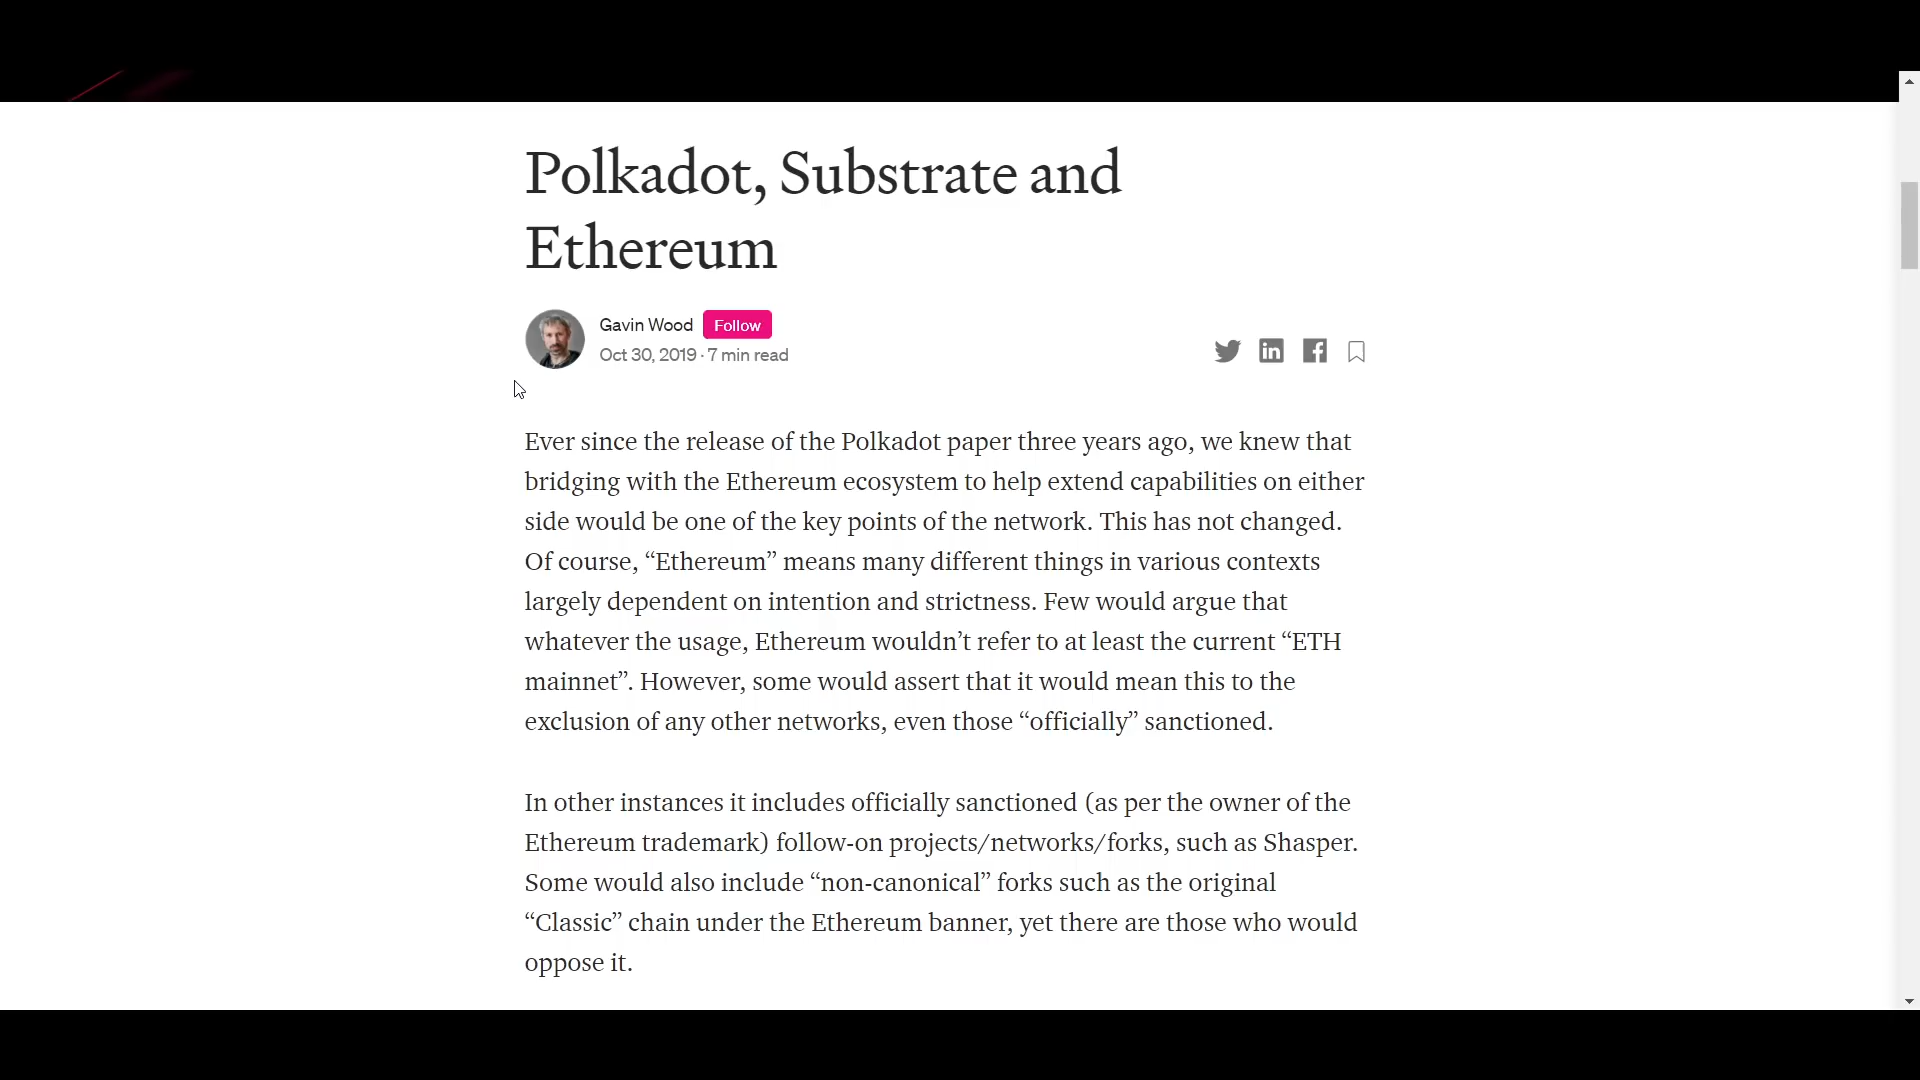 Polkadot, Substrate and
Ethereum
Gavin Wood Follow
Oct 30, 2019 · 7 min read
Ever since the release of the Polkadot paper three years ago, we knew that
bridging with the Ethereum ecosystem to help extend capabilities on either
side would be one of the key points of the network. This has not changed.
Of course, “Ethereum” means many different things in various contexts
largely dependent on intention and strictness. Few would argue that
whatever the usage, Ethereum wouldn’t refer to at least the current “ETH
mainnet”. However, some would assert that it would mean this to the
exclusion of any other networks, even those “officially” sanctioned.
In other instances it includes officially sanctioned (as per the owner of the
Ethereum trademark) follow-on projects/networks/forks, such as Shasper.
Some would also include “non-canonical” forks such as the original
“Classic” chain under the Ethereum banner, yet there are those who would
oppose it.